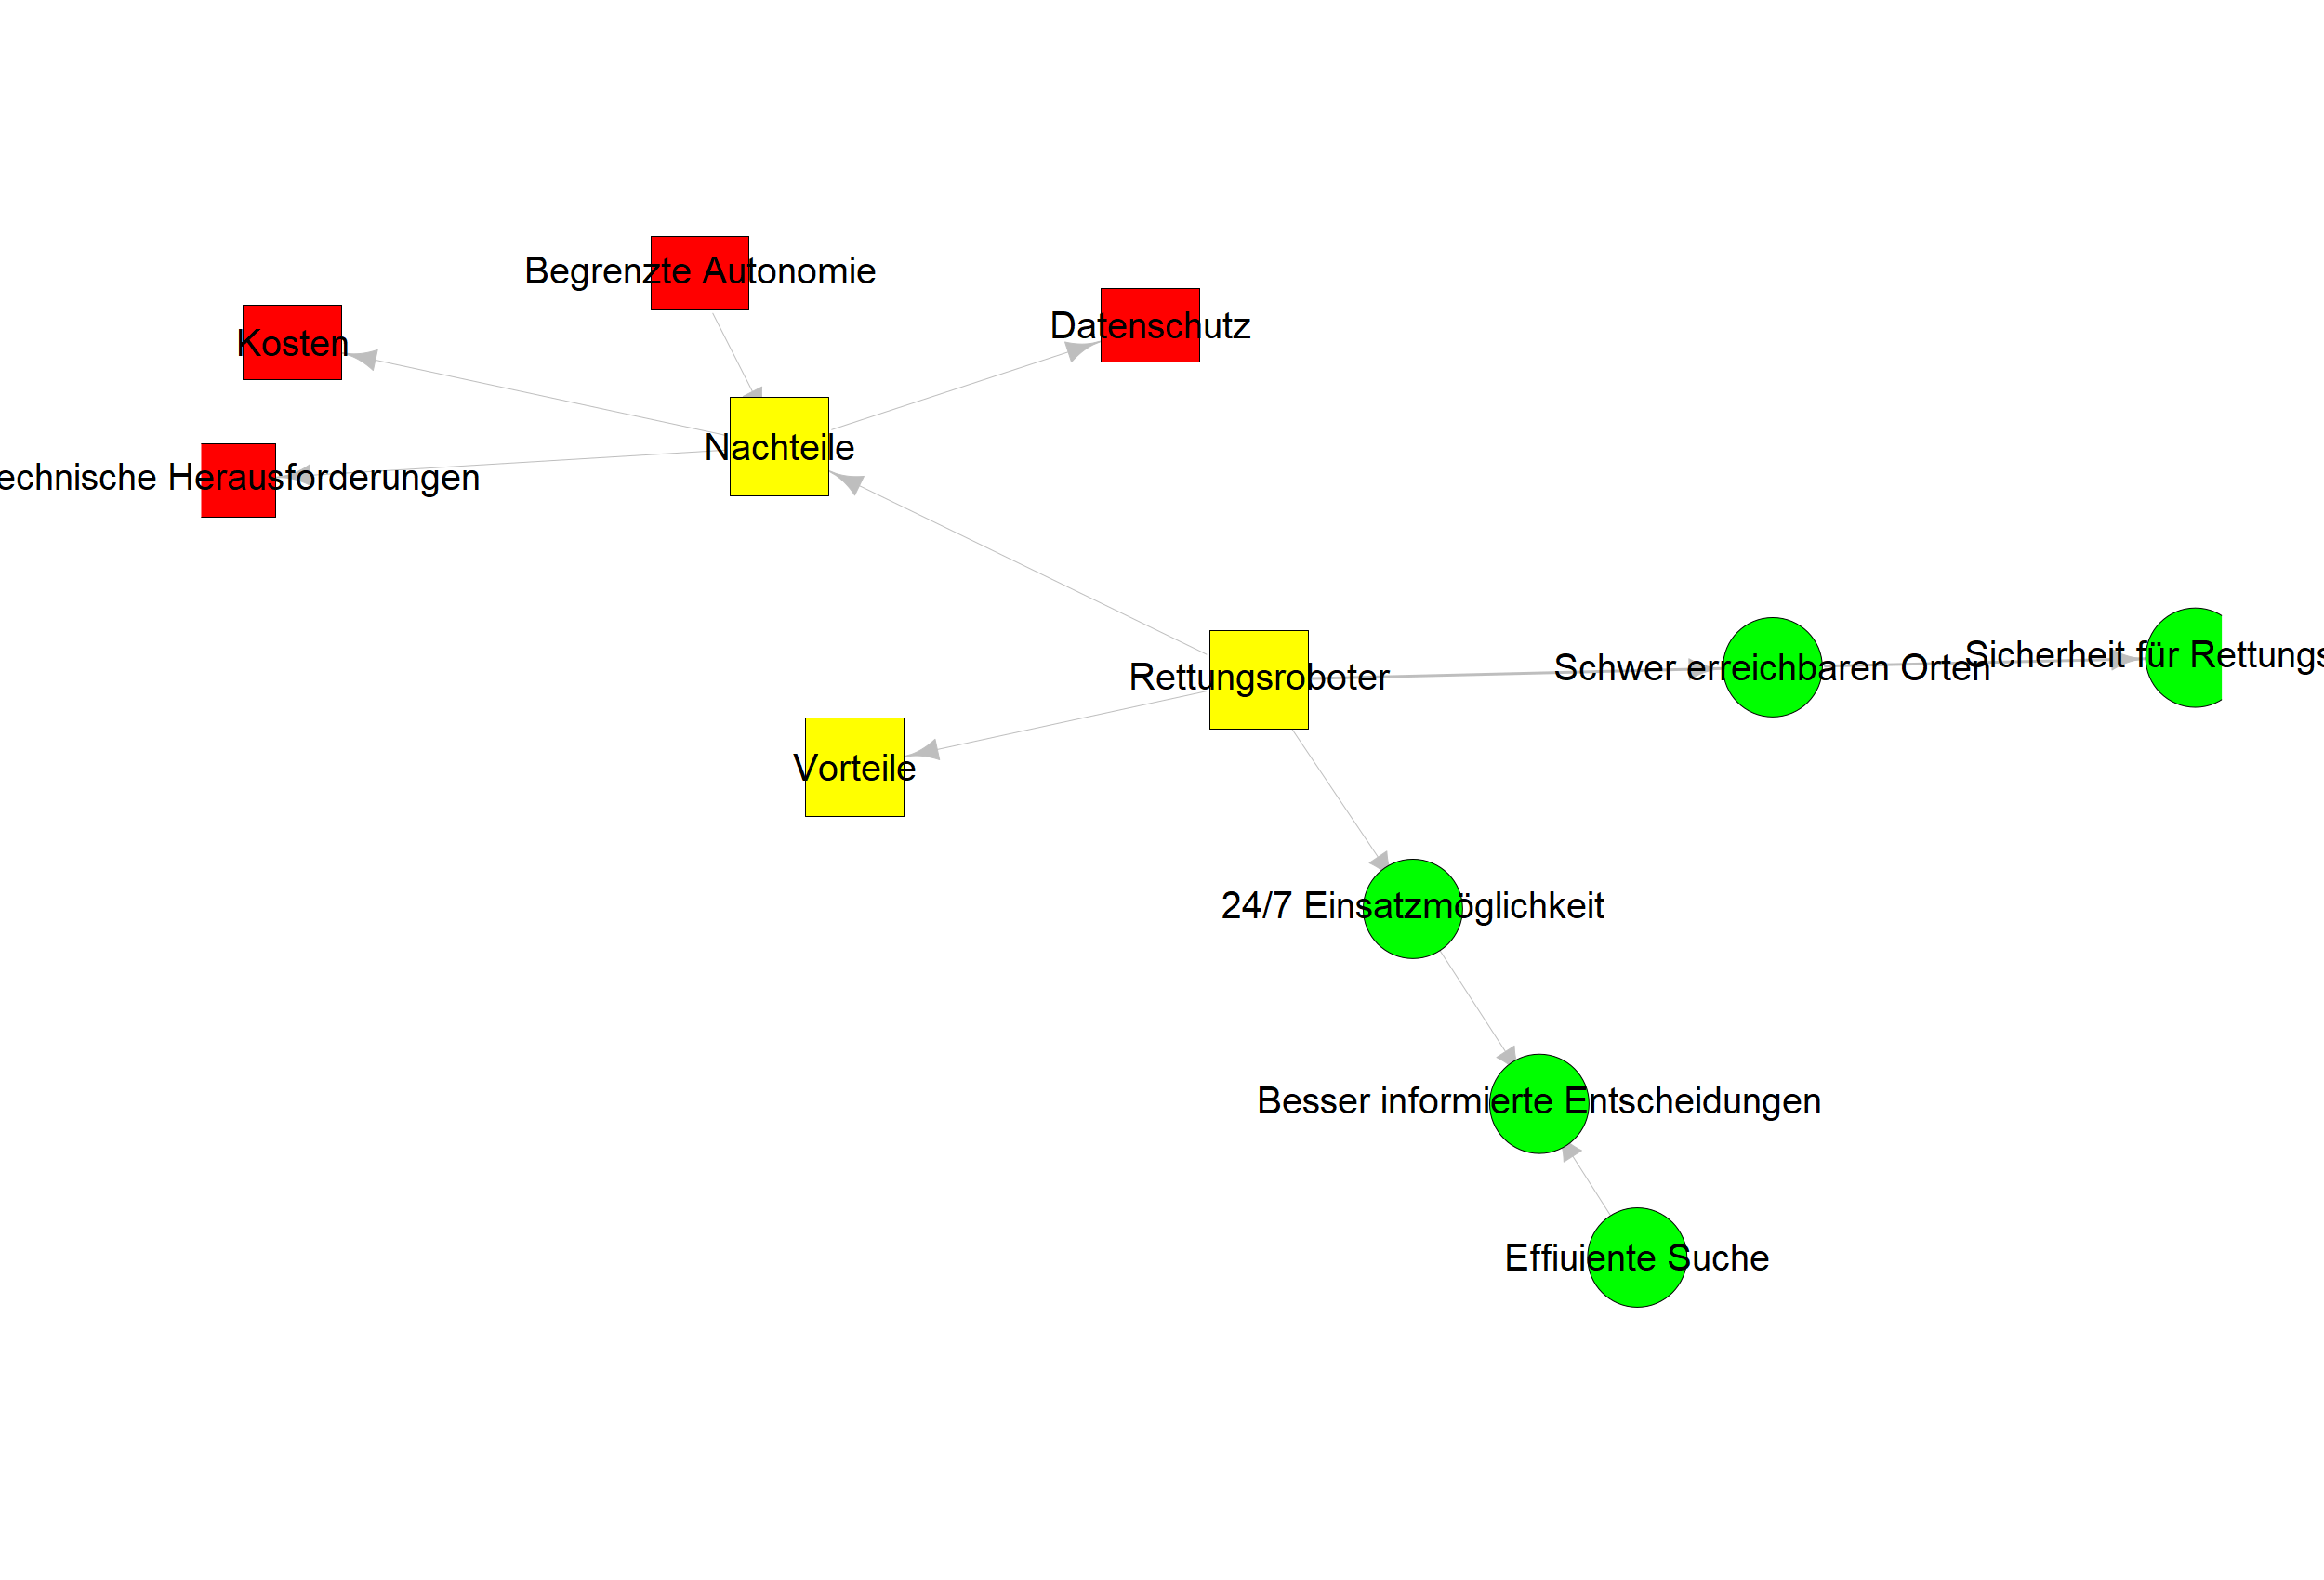 Begrenzte Autonomie
Datenschutz
Kosten
Nachteile
echnische Herausforderungen
Sicherheit für Rettungs
Schwer erreichbaren Orten
Rettungsroboter
Vorteile
24/7 Einsatzmöglichkeit
Besser informierte Entscheidungen
Effiuiente Suche